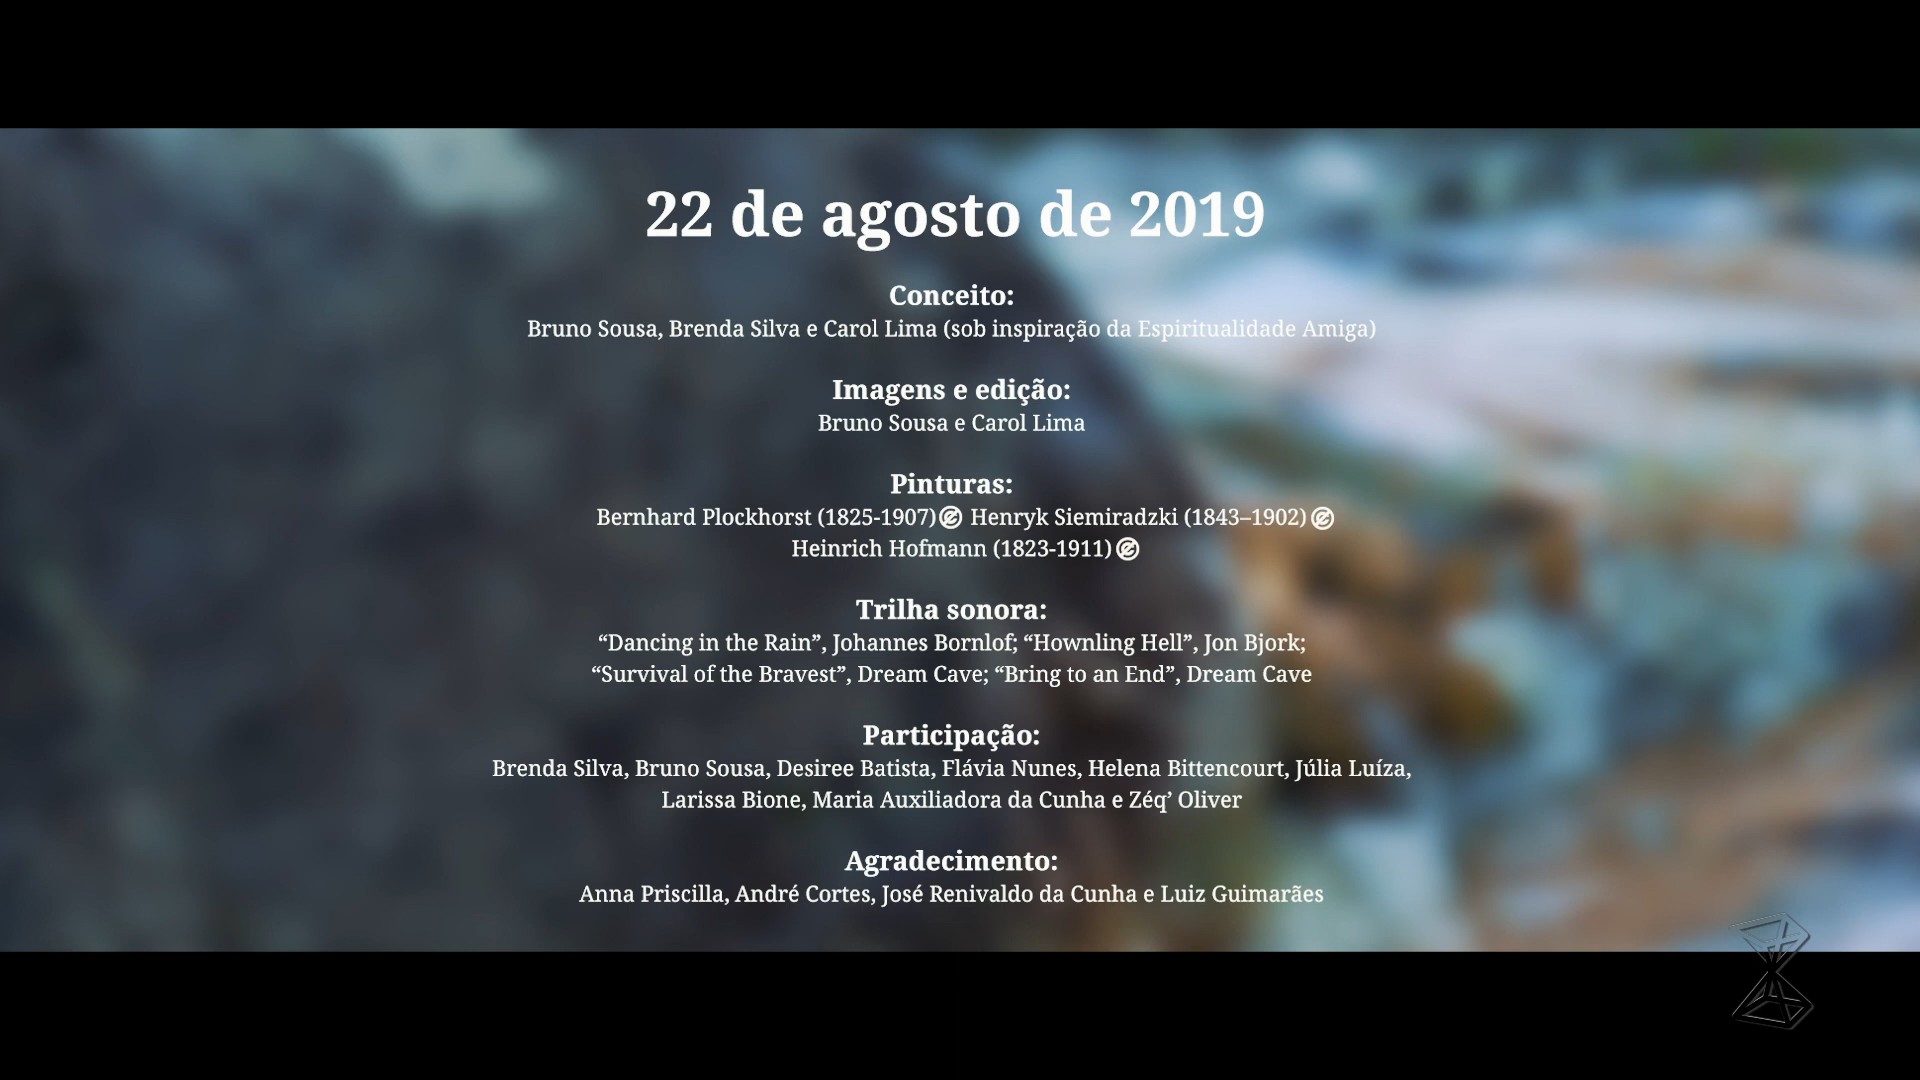 22 de agosto de 2019
Conceito:
Bruno Sousa, Brenda Silva e Carol Lima (sob inspiração da Espiritualidade Amiga)
Imagens e edição:
Bruno Sousa e Carol Lima
Pinturas:
Bernhard Plockhorst (1825-1907) Henryk Siemiradzki (1843–1902)
Heinrich Hofmann (1823-1911)
Trilha sonora:
“Dancing in the Rain”, Johannes Bornlof; “Hownling Hell”, Jon Bjork;
“Survival of the Bravest”, Dream Cave; “Bring to an End”, Dream Cave
Participação:
Brenda Silva, Bruno Sousa, Desiree Batista, Flávia Nunes, Helena Bittencourt, Júlia Luíza,
Larissa Bione, Maria Auxiliadora da Cunha e Zéq’ Oliver
Agradecimento:
Anna Priscilla, André Cortes, José Renivaldo da Cunha e Luiz Guimarães